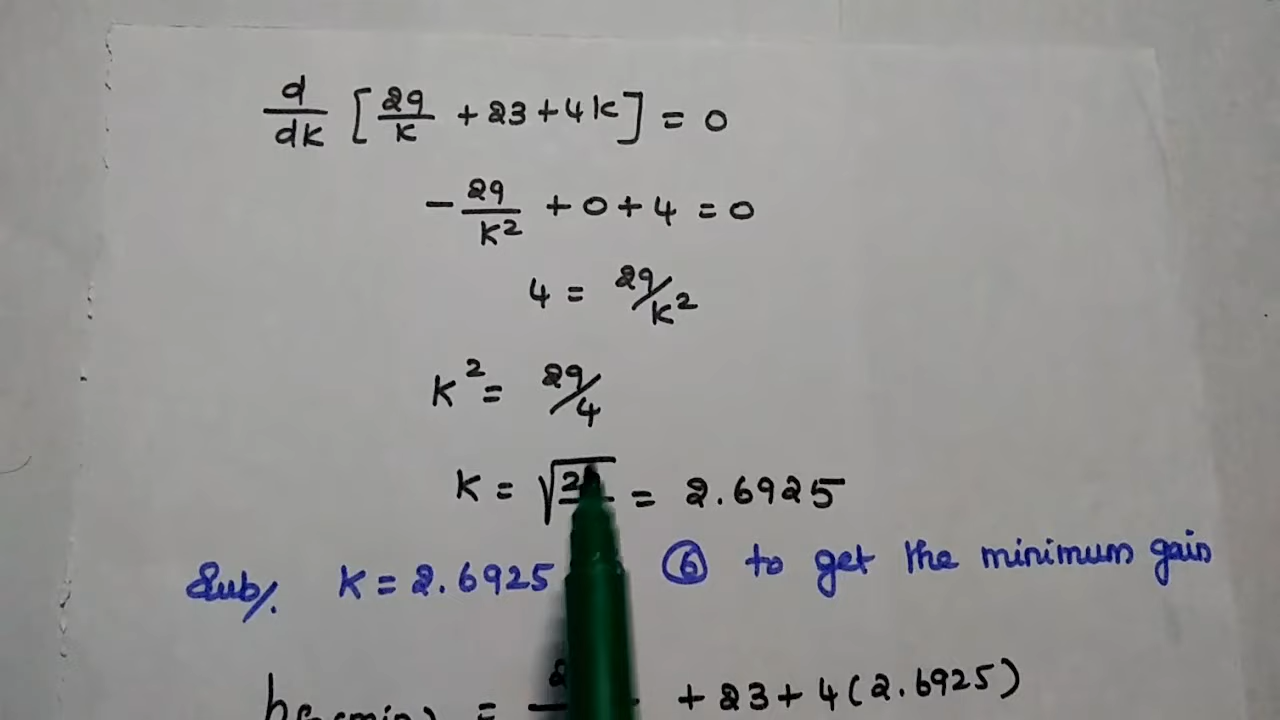 d/dK [29/K + 23 + 4K] = 0
- 29/K² + 0 + 4 = 0
4 = 29/K²
K² = 29/4
K = √ = 2.6925
Sub/. K = 2.6925 ⑥ to get the minimum gain
= + 23 + 4(2.6925)